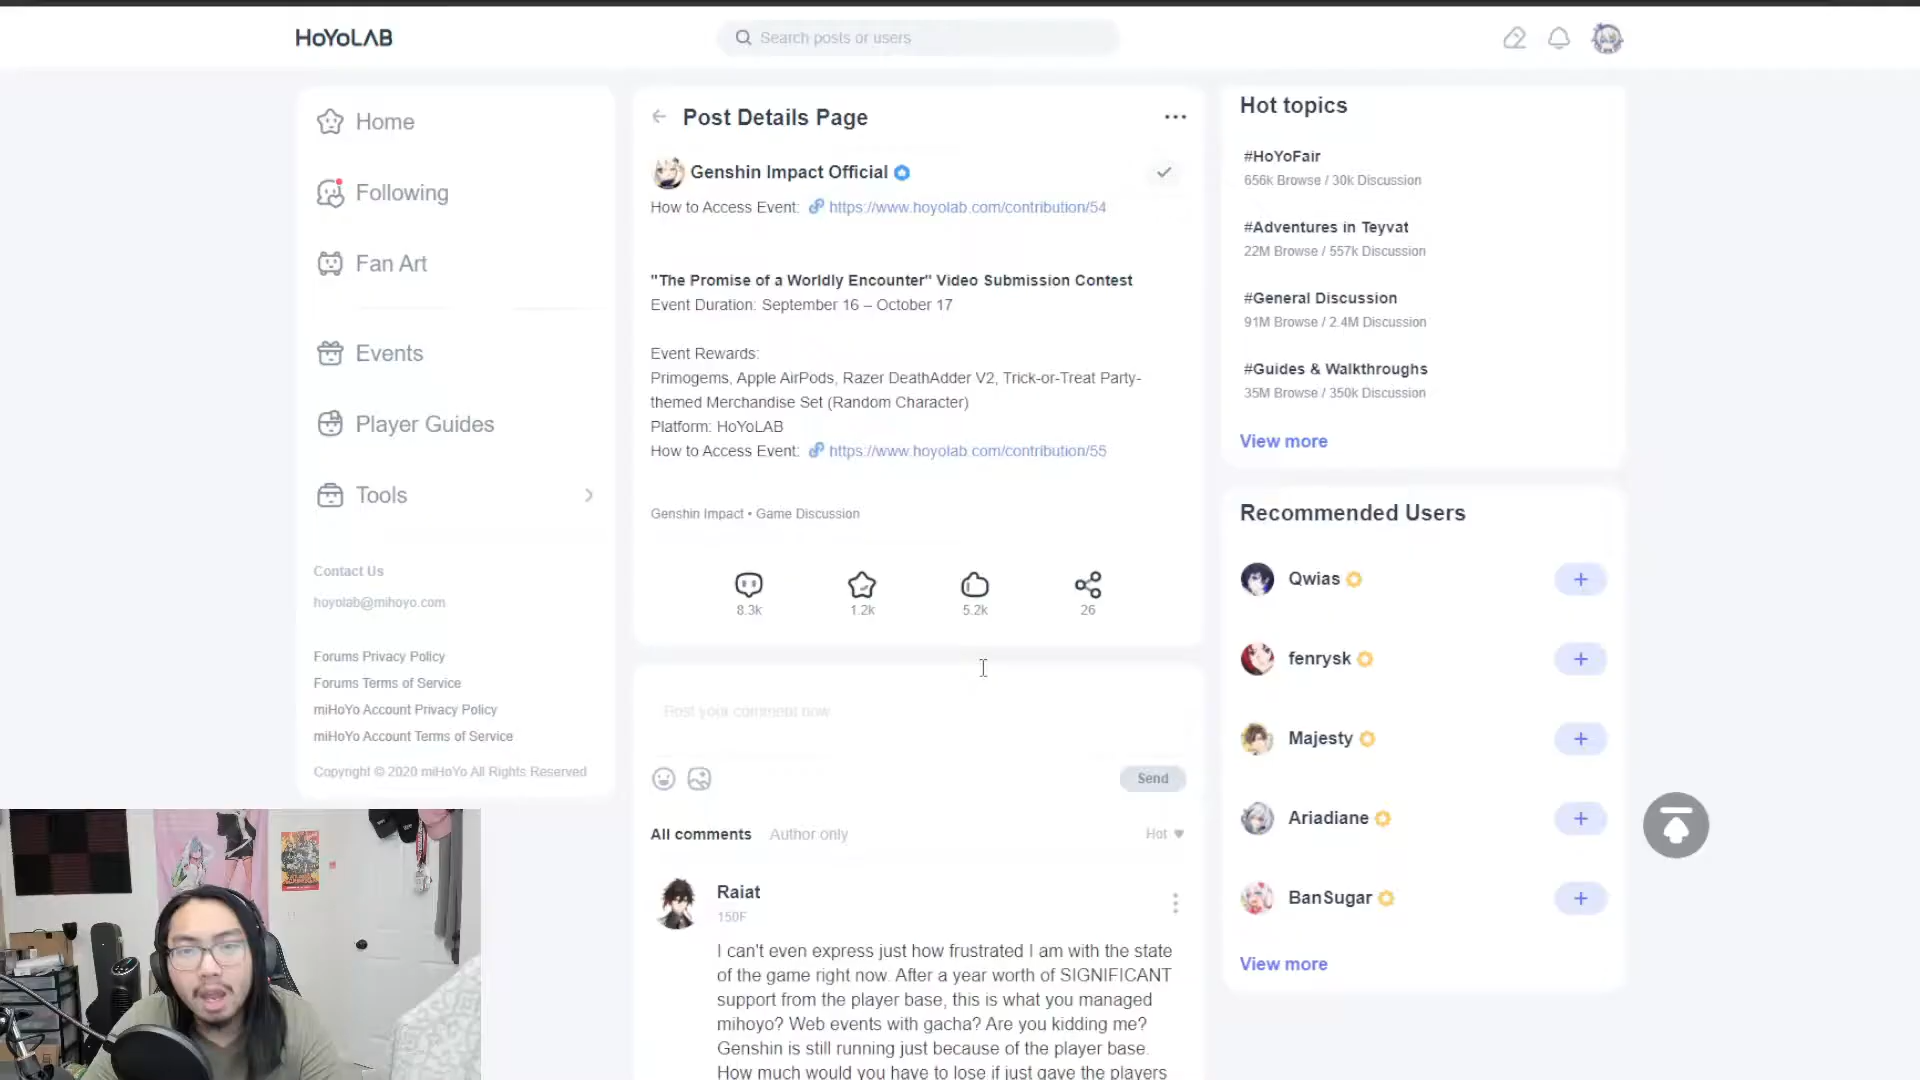 HoYoLAB
Search posts or users
Home
Following
Fan Art
Events
Player Guides
Tools
Contact Us
hoyolab@mihoyo.com
Forums Privacy Policy
Forums Terms of Service
miHoYo Account Privacy Policy
miHoYo Account Terms of Service
Copyright © 2020 miHoYo All Rights Reserved
Post Details Page
Genshin Impact Official
How to Access Event: https://www.hoyolab.com/contribution/54
"The Promise of a Worldly Encounter" Video Submission Contest
Event Duration: September 16 – October 17
Event Rewards:
Primogems, Apple AirPods, Razer DeathAdder V2, Trick-or-Treat Party-
themed Merchandise Set (Random Character)
Platform: HoYoLAB
How to Access Event: https://www.hoyolab.com/contribution/55
Genshin Impact • Game Discussion
8.3k
1.2k
5.2k
26
Post your comment now
Send
All comments
Author only
Hot
Raiat
150F
I can't even express just how frustrated I am with the state
of the game right now. After a year worth of SIGNIFICANT
support from the player base, this is what you managed
mihoyo? Web events with gacha? Are you kidding me?
Genshin is still running just because of the player base.
How much would you have to lose if just gave the players
Hot topics
#HoYoFair
656k Browse / 30k Discussion
#Adventures in Teyvat
22M Browse / 557k Discussion
#General Discussion
91M Browse / 2.4M Discussion
#Guides & Walkthroughs
35M Browse / 350k Discussion
View more
Recommended Users
Qwias
fenrysk
Majesty
Ariadiane
BanSugar
View more